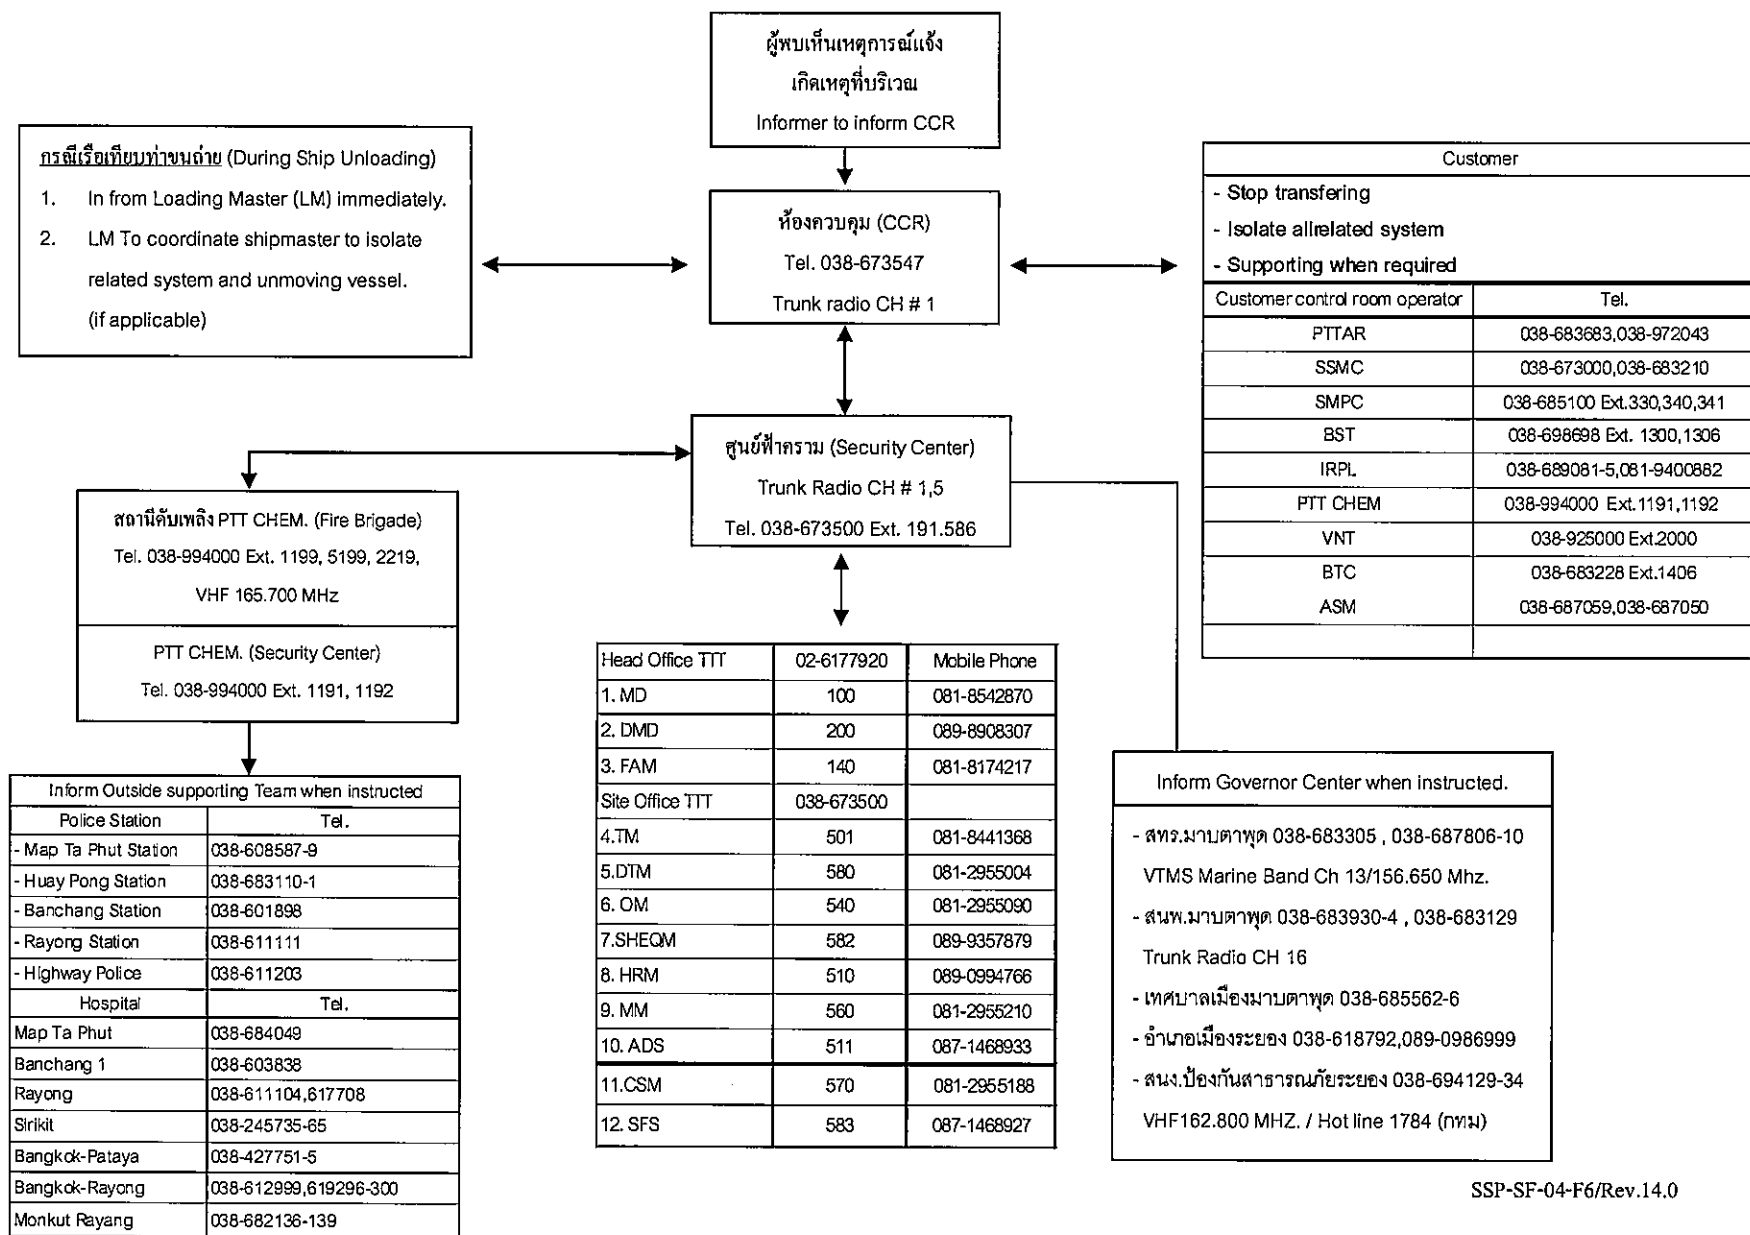 ผู้พบเห็นเหตุการณ์แจ้ง
เกิดเหตุที่บริเวณ
Informer to inform CCR
กรณีเรือเทียบท่าขนถ่าย (During Ship Unloading)
1. In from Loading Master (LM) immediately.
2. LM To coordinate shipmaster to isolate
related system and unmoving vessel.
(if applicable)
ห้องควบคุม (CCR)
Tel. 038-673547
Trunk radio CH # 1
Customer
- Stop transfering
- Isolate allrelated system
- Supporting when required
Customer control room operator Tel.
PTTAR 038-683683,038-972043
SSMC 038-673000,038-683210
SMPC 038-685100 Ext.330,340,341
BST 038-698698 Ext. 1300,1306
IRPL 038-689081-5,081-9400882
PTT CHEM 038-994000 Ext.1191,1192
VNT 038-925000 Ext.2000
BTC 038-683228 Ext.1406
ASM 038-687059,038-687050
ศูนย์ฟ้าคราม (Security Center)
Trunk Radio CH # 1,5
Tel. 038-673500 Ext. 191.586
สถานีดับเพลิง PTT CHEM. (Fire Brigade)
Tel. 038-994000 Ext. 1199, 5199, 2219,
VHF 165.700 MHz
PTT CHEM. (Security Center)
Tel. 038-994000 Ext. 1191, 1192
Head Office TTT 02-6177920 Mobile Phone
1. MD 100 081-8542870
2. DMD 200 089-8908307
3. FAM 140 081-8174217
Site Office TTT 038-673500
4.TM 501 081-8441368
5.DTM 580 081-2955004
6. OM 540 081-2955090
7.SHEQM 582 089-9357879
8. HRM 510 089-0994766
9. MM 560 081-2955210
10. ADS 511 087-1468933
11.CSM 570 081-2955188
12. SFS 583 087-1468927
Inform Outside supporting Team when instructed
Police Station Tel.
- Map Ta Phut Station 038-608587-9
- Huay Pong Station 038-683110-1
- Banchang Station 038-601898
- Rayong Station 038-611111
- Highway Police 038-611203
Hospital Tel.
Map Ta Phut 038-684049
Banchang 1 038-603838
Rayong 038-611104,617708
Sirikit 038-245735-65
Bangkok-Pataya 038-427751-5
Bangkok-Rayong 038-612999,619296-300
Monkut Rayang 038-682136-139
Inform Governor Center when instructed.
- สทร.มาบตาพุด 038-683305 , 038-687806-10
VTMS Marine Band Ch 13/156.650 Mhz.
- สนพ.มาบตาพุด 038-683930-4 , 038-683129
Trunk Radio CH 16
- เทศบาลเมืองมาบตาพุด 038-685562-6
- อำเภอเมืองระยอง 038-618792,089-0986999
- สนง.ป้องกันสาธารณภัยระยอง 038-694129-34
VHF162.800 MHZ. / Hot line 1784 (กทม)
SSP-SF-04-F6/Rev.14.0